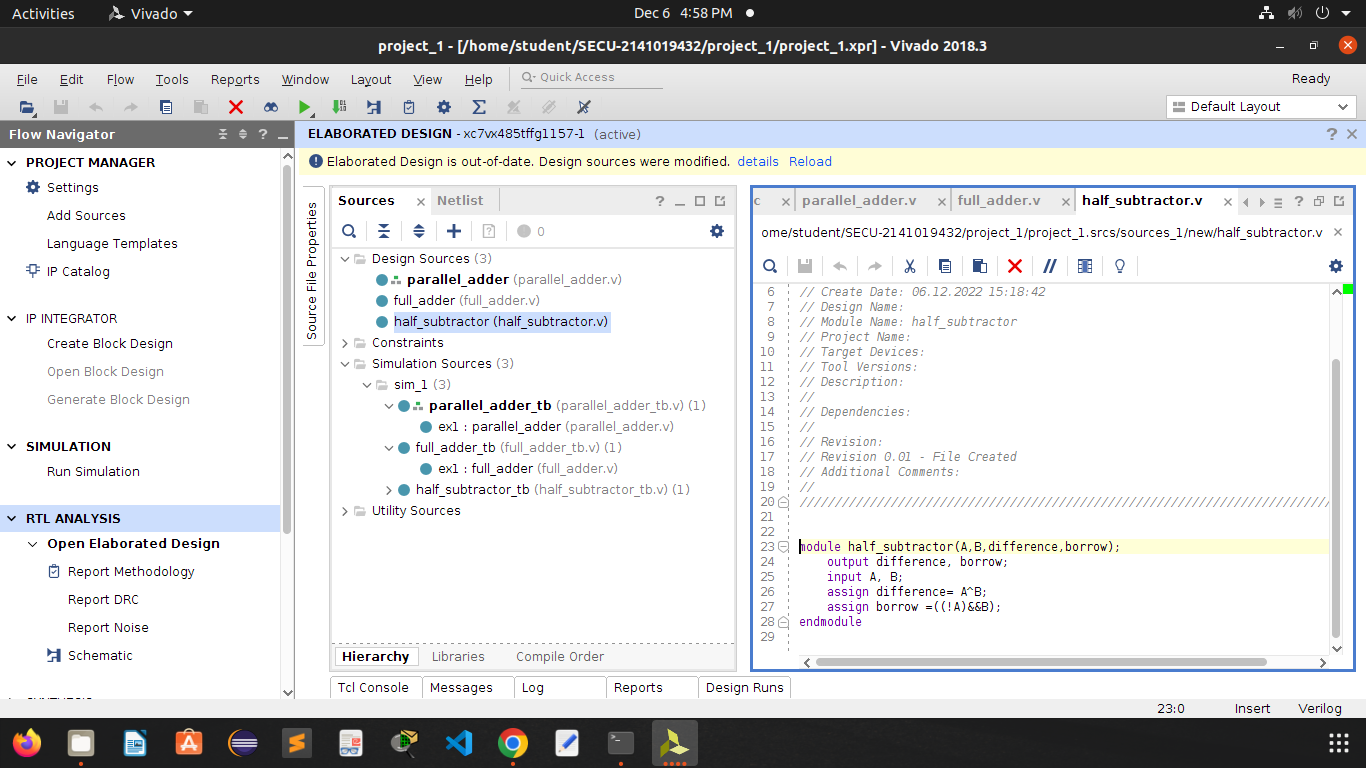 Activities Vivado Dec 6 4:58 PM
project_1 - [/home/student/SECU-2141019432/project_1/project_1.xpr] - Vivado 2018.3
File Edit Flow Tools Reports Window Layout View Help Quick Access Ready
Default Layout
Flow Navigator
ELABORATED DESIGN - xc7vx485tffg1157-1 (active)
Elaborated Design is out-of-date. Design sources were modified. details Reload
PROJECT MANAGER
Settings
Add Sources
Language Templates
IP Catalog
IP INTEGRATOR
Create Block Design
Open Block Design
Generate Block Design
SIMULATION
Run Simulation
RTL ANALYSIS
Open Elaborated Design
Report Methodology
Report DRC
Report Noise
Schematic
Source File Properties
Sources Netlist
0
Design Sources (3)
parallel_adder (parallel_adder.v)
full_adder (full_adder.v)
half_subtractor (half_subtractor.v)
Constraints
Simulation Sources (3)
sim_1 (3)
parallel_adder_tb (parallel_adder_tb.v) (1)
ex1 : parallel_adder (parallel_adder.v)
full_adder_tb (full_adder_tb.v) (1)
ex1 : full_adder (full_adder.v)
half_subtractor_tb (half_subtractor_tb.v) (1)
Utility Sources
Hierarchy Libraries Compile Order
c parallel_adder.v full_adder.v half_subtractor.v
ome/student/SECU-2141019432/project_1/project_1.srcs/sources_1/new/half_subtractor.v
6 // Create Date: 06.12.2022 15:18:42
7 // Design Name:
8 // Module Name: half_subtractor
9 // Project Name:
10 // Target Devices:
11 // Tool Versions:
12 // Description:
13 //
14 // Dependencies:
15 //
16 // Revision:
17 // Revision 0.01 - File Created
18 // Additional Comments:
19 //
20 //////////////////////////////////////////////////////////////////////////////
21
22
23 module half_subtractor(A,B,difference,borrow);
24 output difference, borrow;
25 input A, B;
26 assign difference= A^B;
27 assign borrow =((!A)&&B);
28 endmodule
29
Tcl Console Messages Log Reports Design Runs
23:0 Insert Verilog